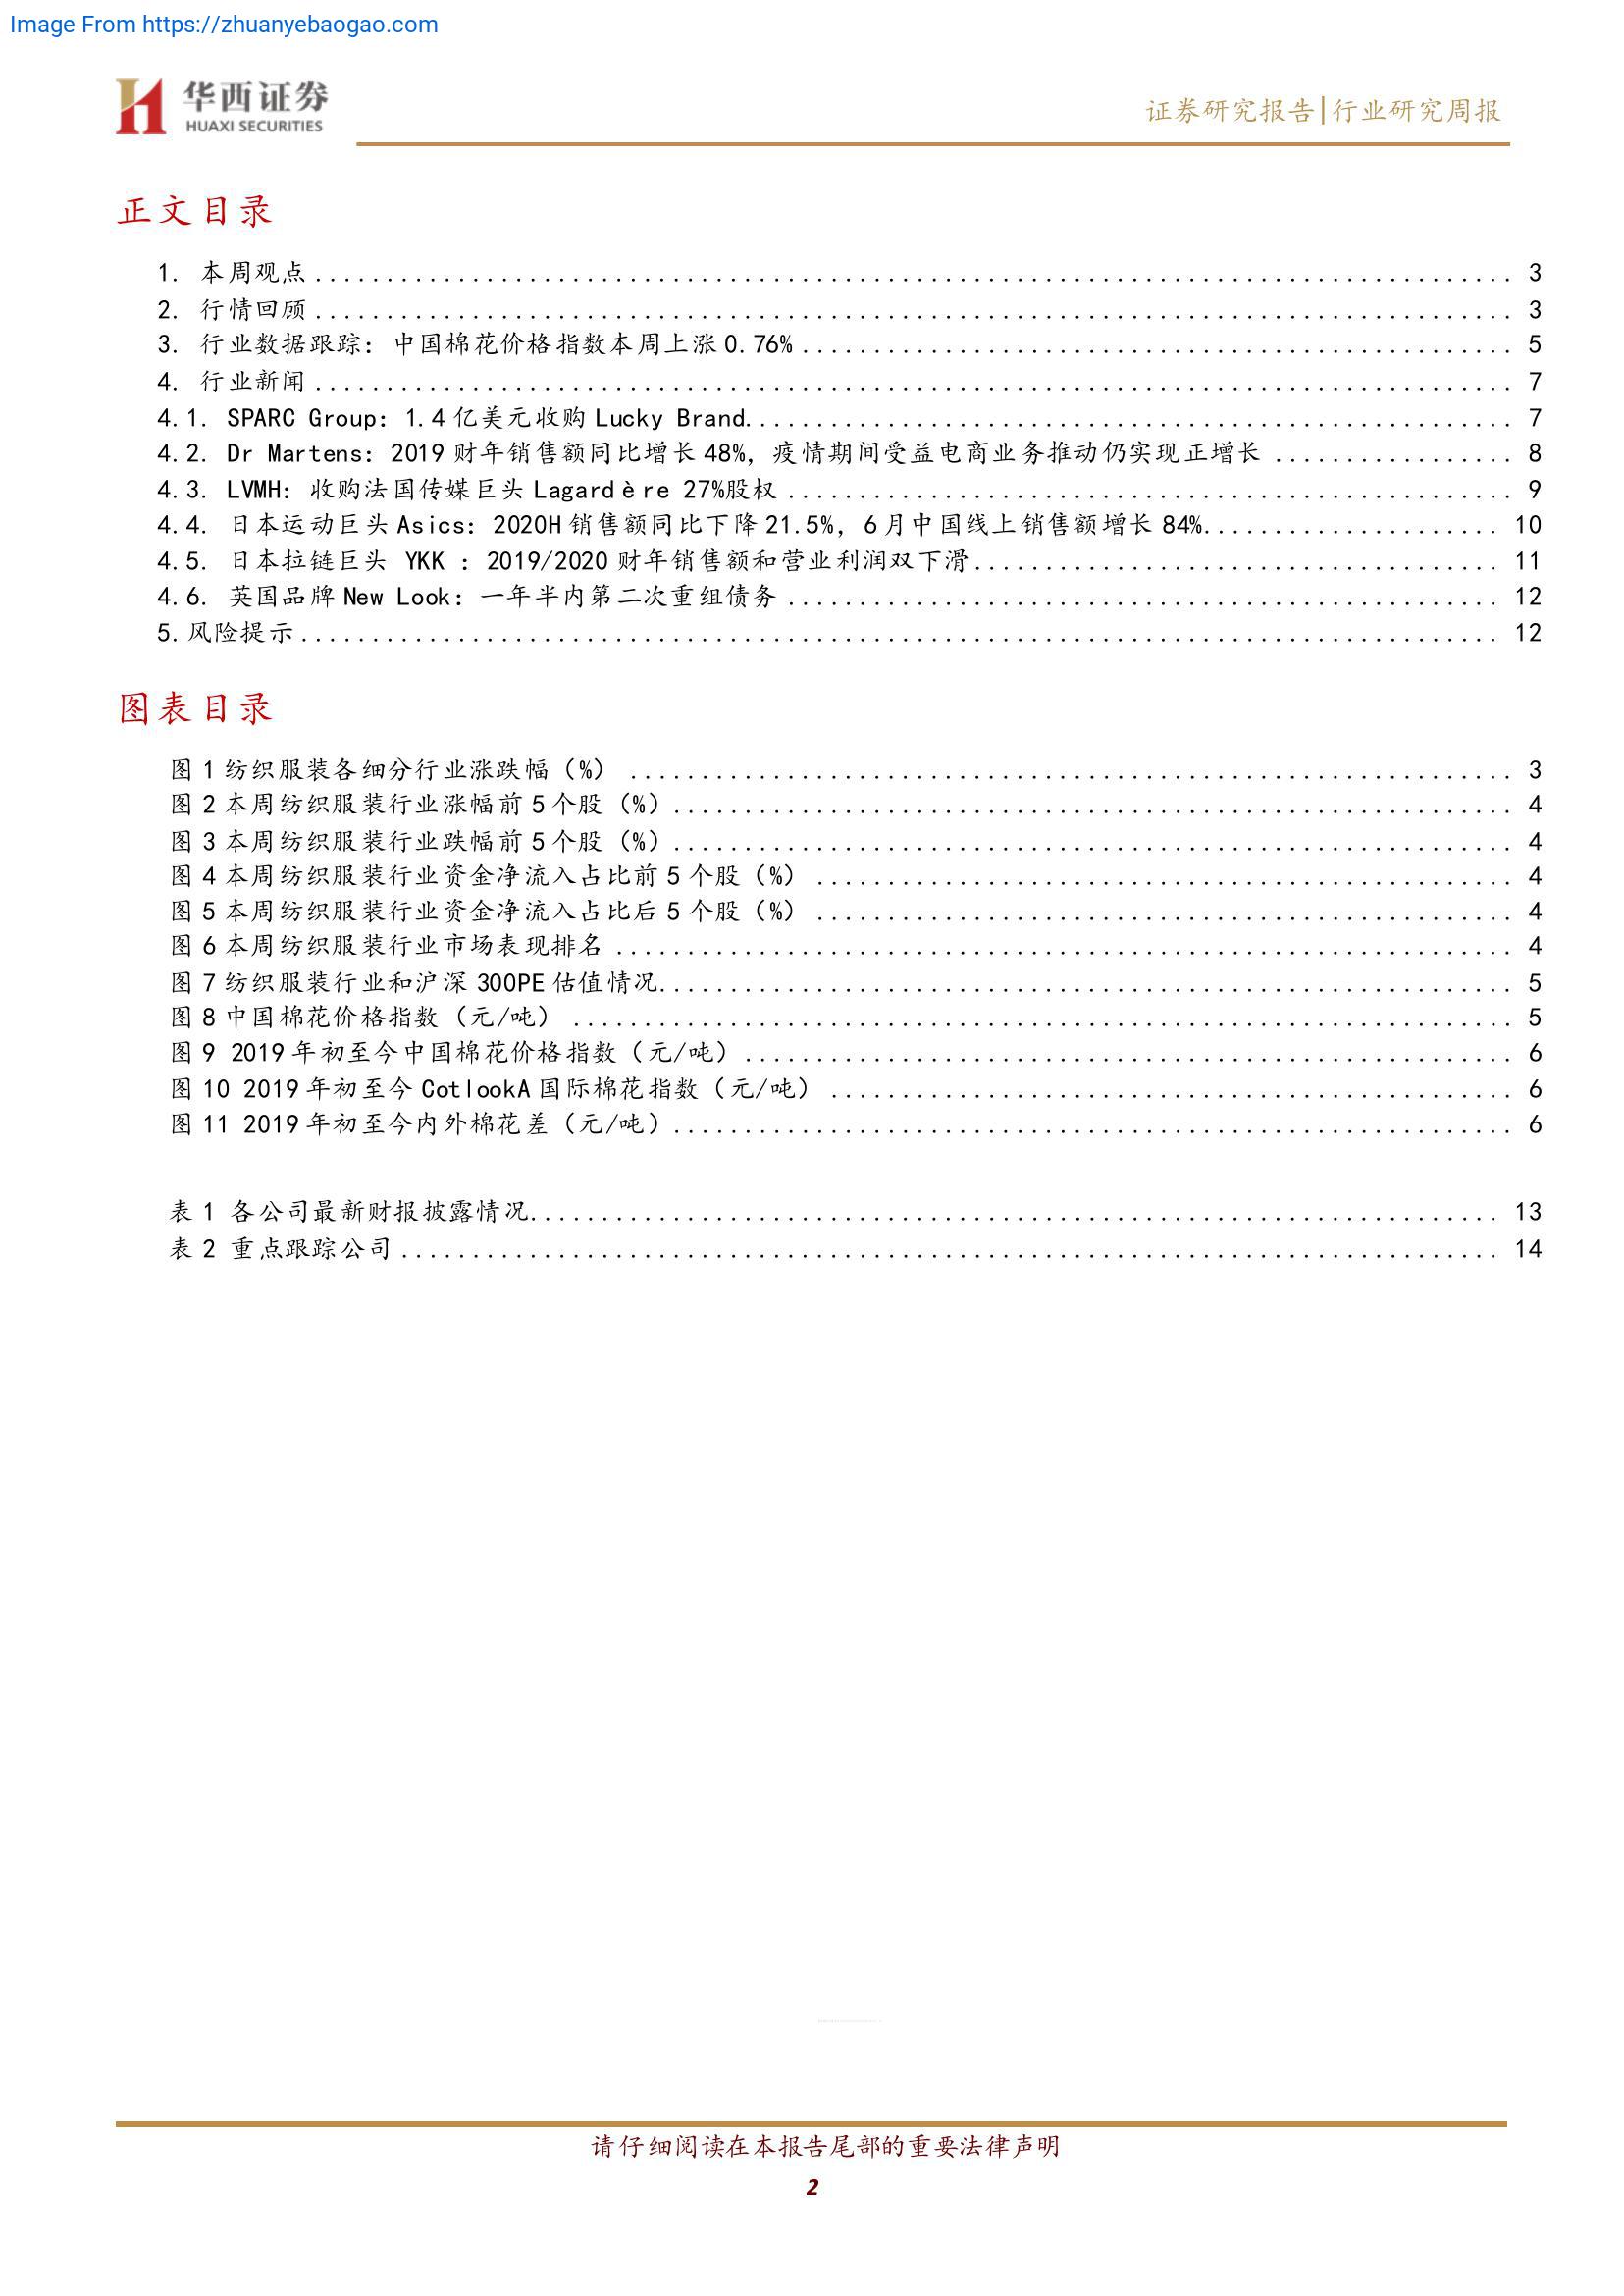 Image From https://zhuanyebaogao.com
华西证券
HUAXI SECURITIES
证券研究报告|行业研究周报
正文目录
1. 本周观点 ........ 3
2. 行情回顾 ........ 3
3. 行业数据跟踪：中国棉花价格指数本周上涨 0.76% ........ 5
4. 行业新闻 ........ 7
4.1. SPARC Group：1.4 亿美元收购 Lucky Brand ........ 7
4.2. Dr Martens：2019 财年销售额同比增长 48%，疫情期间受益电商业务推动仍实现正增长 ........ 8
4.3. LVMH：收购法国传媒巨头 Lagardère 27%股权 ........ 9
4.4. 日本运动巨头 Asics：2020H 销售额同比下降 21.5%，6 月中国线上销售额增长 84% ........ 10
4.5. 日本拉链巨头 YKK ：2019/2020 财年销售额和营业利润双下滑 ........ 11
4.6. 英国品牌 New Look：一年半内第二次重组债务 ........ 12
5.风险提示 ........ 12
图表目录
图 1 纺织服装各细分行业涨跌幅（%） ........ 3
图 2 本周纺织服装行业涨幅前 5 个股（%） ........ 4
图 3 本周纺织服装行业跌幅前 5 个股（%） ........ 4
图 4 本周纺织服装行业资金净流入占比前 5 个股（%） ........ 4
图 5 本周纺织服装行业资金净流入占比后 5 个股（%） ........ 4
图 6 本周纺织服装行业市场表现排名 ........ 4
图 7 纺织服装行业和沪深 300PE 估值情况 ........ 5
图 8 中国棉花价格指数（元/吨） ........ 5
图 9 2019 年初至今中国棉花价格指数（元/吨） ........ 6
图 10 2019 年初至今 CotlookA 国际棉花指数（元/吨） ........ 6
图 11 2019 年初至今内外棉花差（元/吨） ........ 6
表 1 各公司最新财报披露情况 ........ 13
表 2 重点跟踪公司 ........ 14
请仔细阅读在本报告尾部的重要法律声明
2